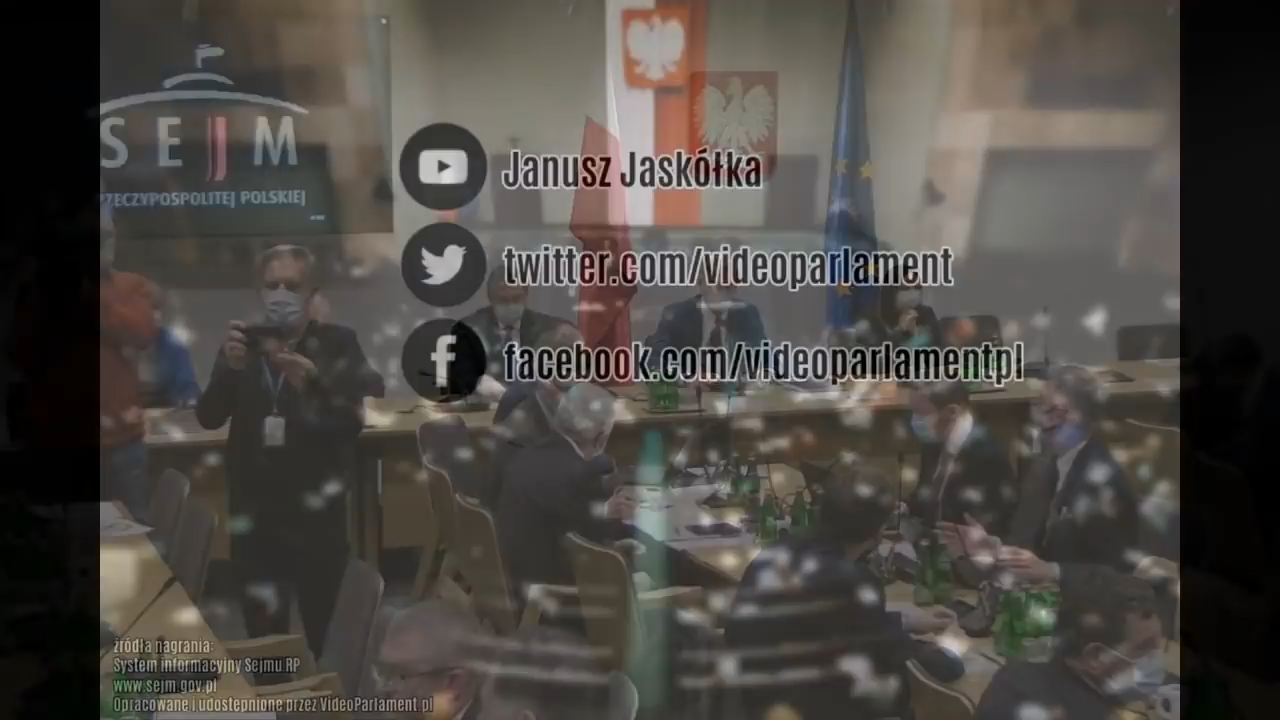 SEJM
RZECZYPOSPOLITEJ POLSKIEJ
Janusz Jaskółka
twitter.com/videoparlament
facebook.com/videoparlamentpl
źródła nagrania:
System informacyjny Sejmu RP
www.sejm.gov.pl
Opracowane i udostępnione przez VideoParlament.pl